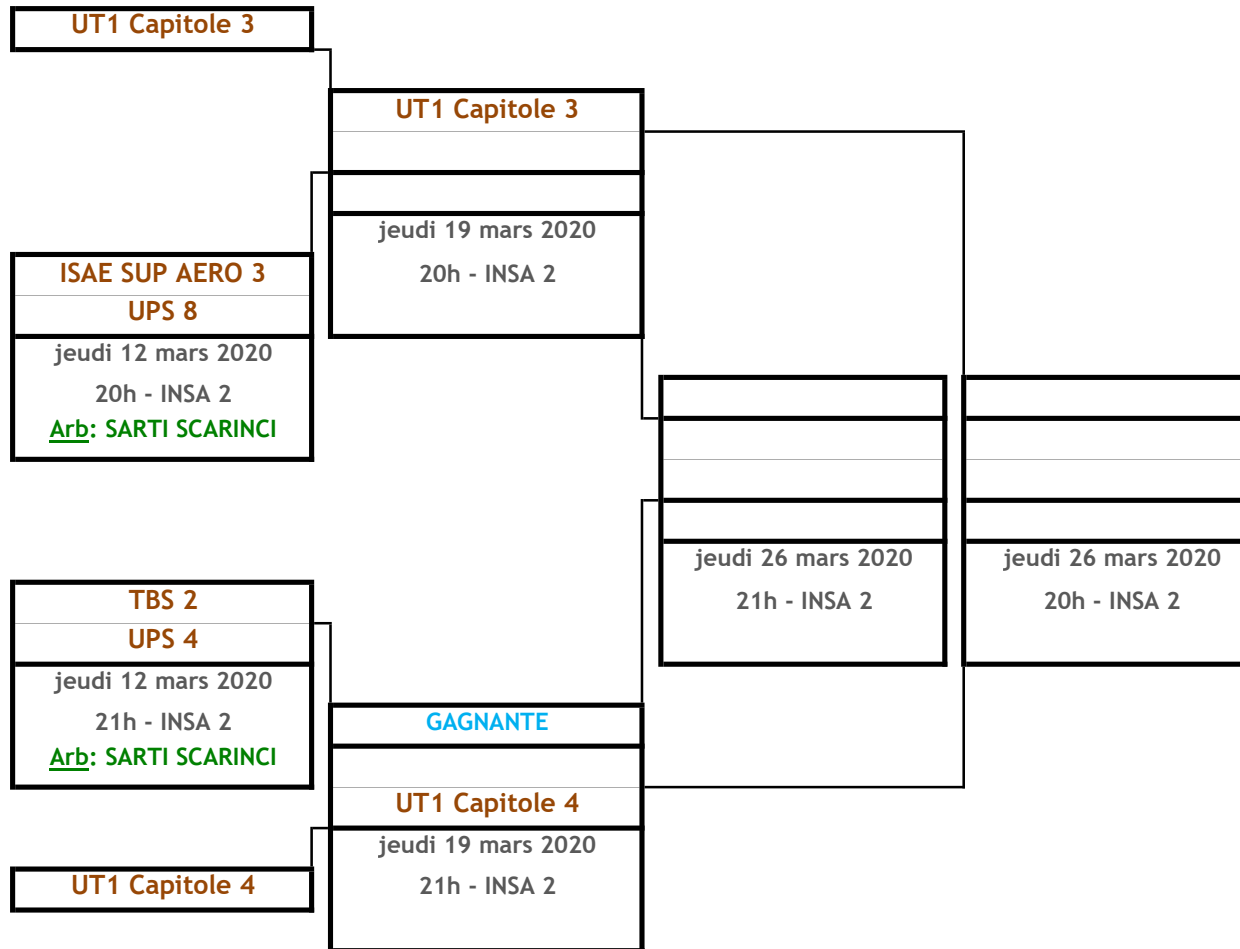 UT1 Capitole 3
UT1 Capitole 3
jeudi 19 mars 2020
20h - INSA 2
ISAE SUP AERO 3
UPS 8
jeudi 12 mars 2020
20h - INSA 2
Arb: SARTI SCARINCI
jeudi 26 mars 2020
21h - INSA 2
jeudi 26 mars 2020
20h - INSA 2
TBS 2
UPS 4
jeudi 12 mars 2020
21h - INSA 2
Arb: SARTI SCARINCI
GAGNANTE
UT1 Capitole 4
jeudi 19 mars 2020
21h - INSA 2
UT1 Capitole 4